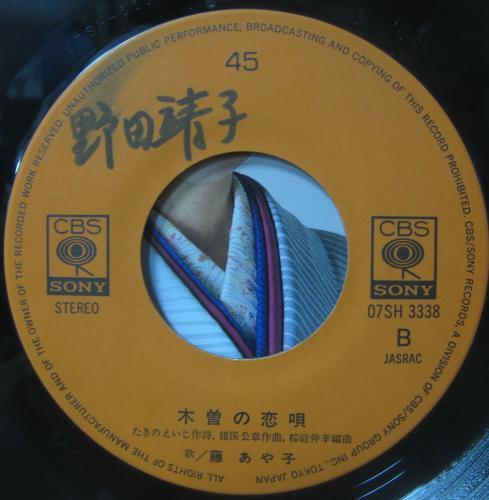 UNAUTHORIZED PUBLIC PERFORMANCE, BROADCASTING AND COPYING OF THIS RECORD PROHIBITED. CBS/SONY RECORDS, A DIVISION OF CBS/SONY GROUP INC., TOKYO JAPAN
ALL RIGHTS OF THE MANUFACTURER AND OF THE OWNER OF THE RECORDED WORK RESERVED.
45
野田靖子
CBS
SONY
STEREO
CBS
SONY
07SH 3338
B
JASRAC
木曽の恋唄
たきのえいじ作詩, 猪俣公章作曲, 桜庭伸幸編曲
歌/藤 あや子